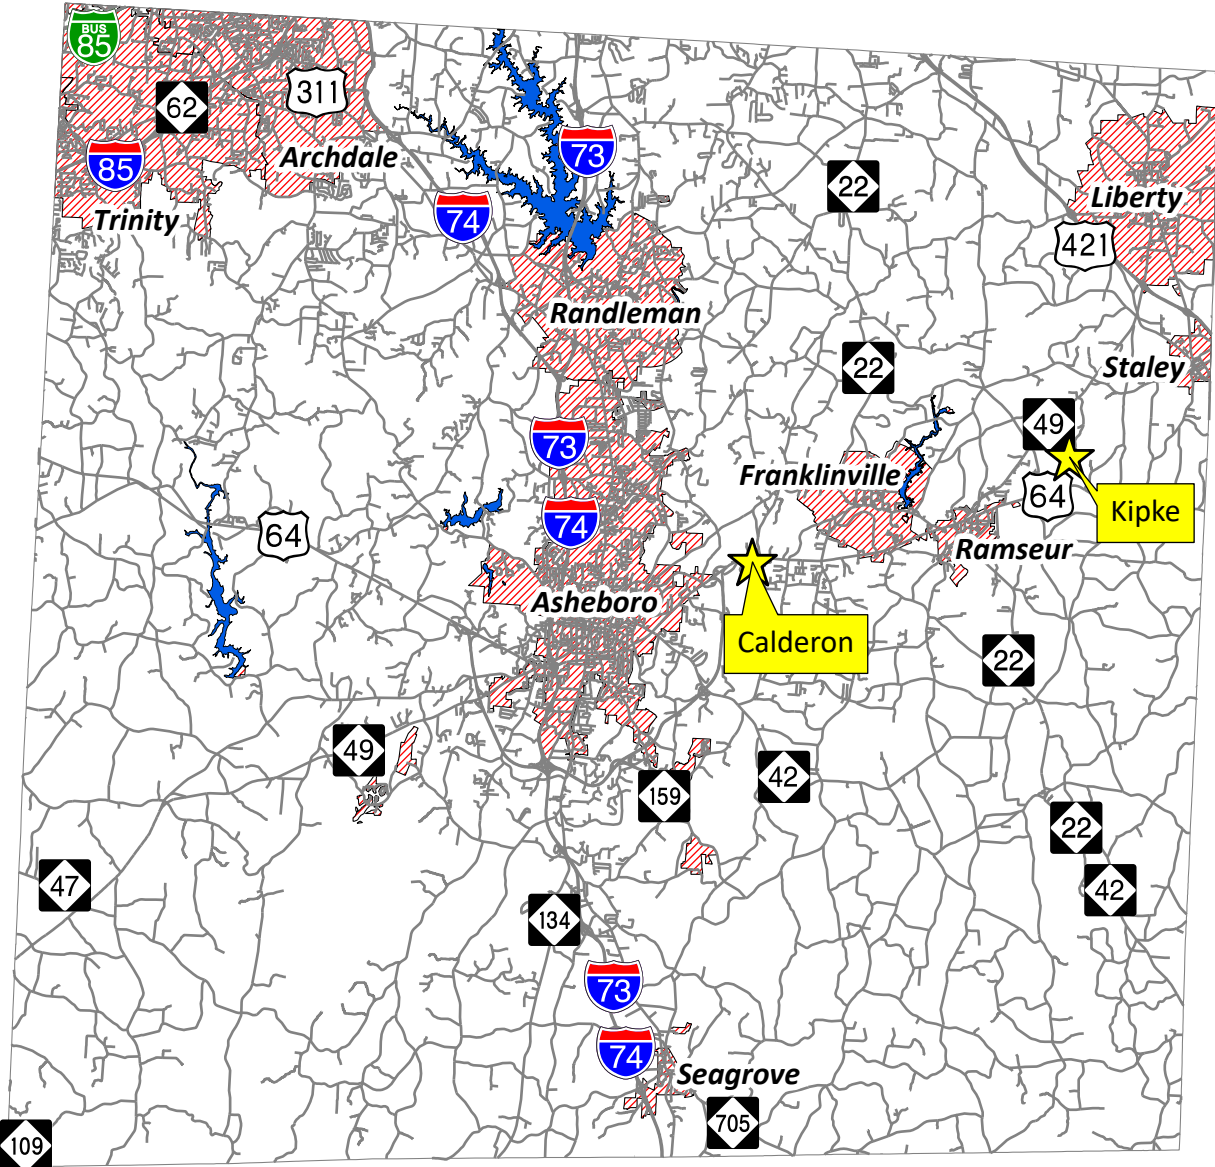 BUS
85
311
62
Archdale
73
85
22
Liberty
Trinity
74
421
Randleman
22
Staley
49
73
Franklinville
64
Kipke
74
64
Ramseur
Asheboro
Calderon
22
49
42
159
22
47
42
134
73
74
Seagrove
705
109